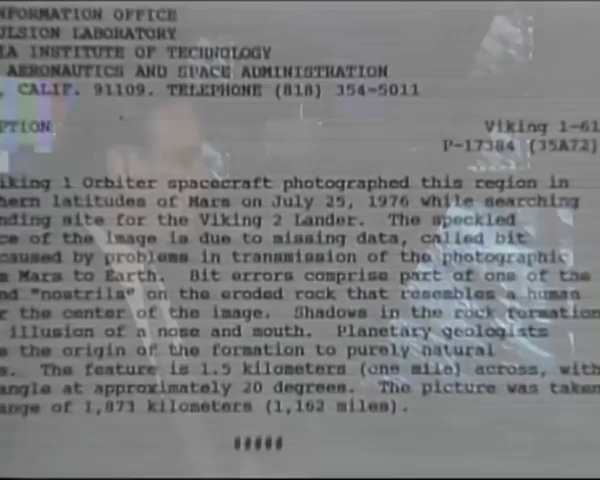 NFORMATION OFFICE
ULSION LABORATORY
IA INSTITUTE OF TECHNOLOGY
AERONAUTICS AND SPACE ADMINISTRATION
, CALIF. 91109. TELEPHONE (818) 354-5011
PTION Viking 1-61
P-17384 (35A72)
iking 1 Orbiter spacecraft photographed this region in
hern latitudes of Mars on July 25, 1976 while searching
nding site for the Viking 2 Lander. The speckled
ce of the image is due to missing data, called bit
caused by problems in transmission of the photographic
m Mars to Earth. Bit errors comprise part of one of the
nd "nostrils" on the eroded rock that resembles a human
r the center of the image. Shadows in the rock formation
illusion of a nose and mouth. Planetary geologists
e the origin of the formation to purely natural
s. The feature is 1.5 kilometers (one mile) across, with
angle at approximately 20 degrees. The picture was taken
ange of 1,873 kilometers (1,162 miles).
#####